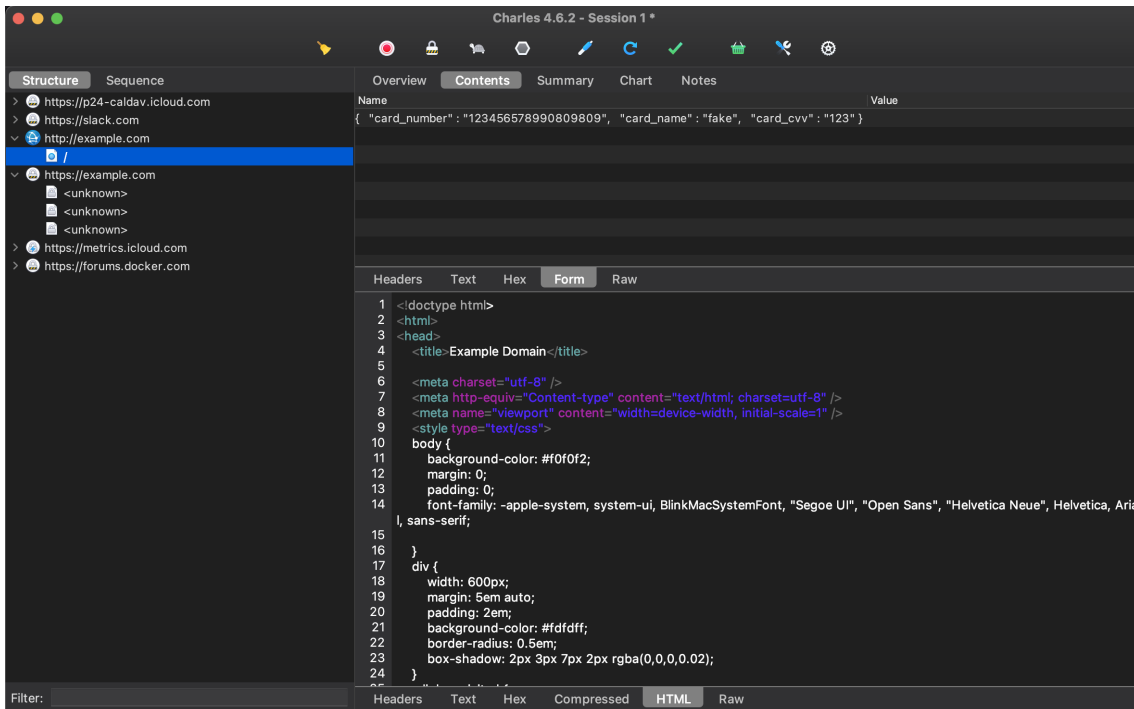 Charles 4.6.2 - Session 1 *
Structure Sequence
Overview Contents Summary Chart Notes
https://p24-caldav.icloud.com
https://slack.com
http://example.com
/
https://example.com
<unknown>
<unknown>
<unknown>
https://metrics.icloud.com
https://forums.docker.com
Filter:
Name Value
{ "card_number" : "123456578990809809", "card_name" : "fake", "card_cvv" : "123" }
Headers Text Hex Form Raw
1 <!doctype html>
2 <html>
3 <head>
4 <title>Example Domain</title>
5
6 <meta charset="utf-8" />
7 <meta http-equiv="Content-type" content="text/html; charset=utf-8" />
8 <meta name="viewport" content="width=device-width, initial-scale=1" />
9 <style type="text/css">
10 body {
11 background-color: #f0f0f2;
12 margin: 0;
13 padding: 0;
14 font-family: -apple-system, system-ui, BlinkMacSystemFont, "Segoe UI", "Open Sans", "Helvetica Neue", Helvetica, Aria
l, sans-serif;
15
16 }
17 div {
18 width: 600px;
19 margin: 5em auto;
20 padding: 2em;
21 background-color: #fdfdff;
22 border-radius: 0.5em;
23 box-shadow: 2px 3px 7px 2px rgba(0,0,0,0.02);
24 }
Headers Text Hex Compressed HTML Raw